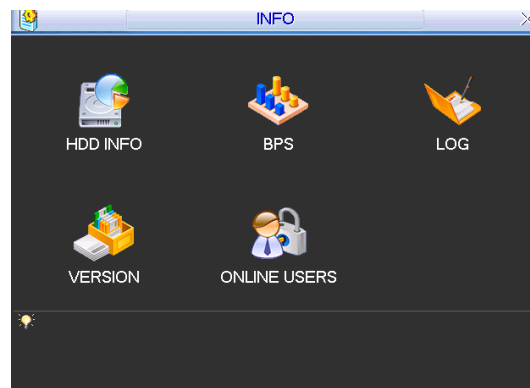 INFO
HDD INFO
BPS
LOG
VERSION
ONLINE USERS